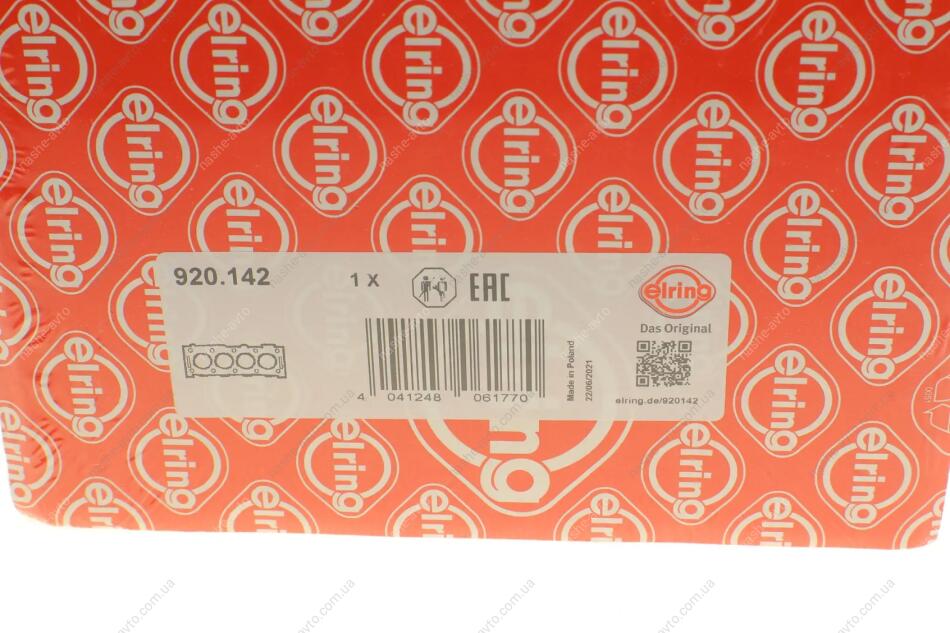 920.142
1 X
EAC
elring
Das Original
Made in Poland
22/06/2021
4 041248 061770
elring.de/920142